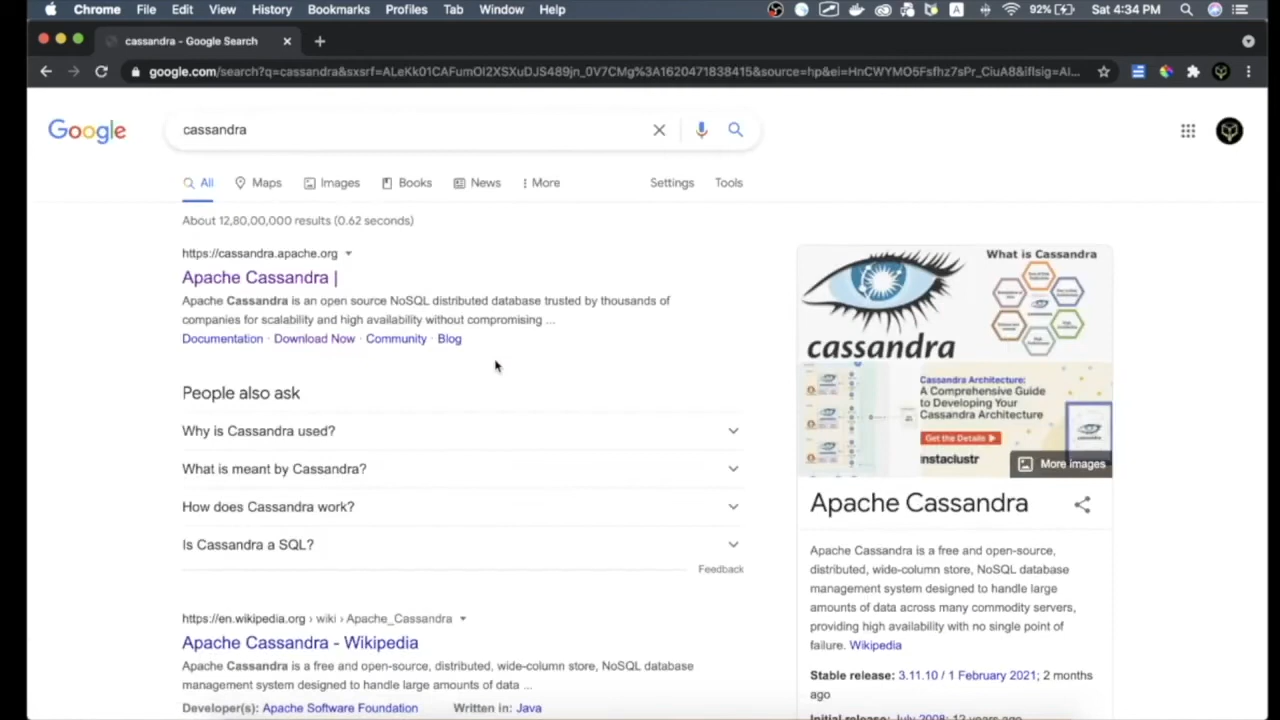 Chrome File Edit View History Bookmarks Profiles Tab Window Help A 92% Sat 4:34 PM
cassandra - Google Search
google.com/search?q=cassandra&sxsrf=ALeKk01CAFumOI2XSXuDJS489jn_0V7CMg%3A1620471838415&source=hp&ei=HnCWYMO5Fsfhz7sPr_CiuA8&iflsig=AI...
Google cassandra
All Maps Images Books News More Settings Tools
About 12,80,00,000 results (0.62 seconds)
https://cassandra.apache.org
Apache Cassandra |
Apache Cassandra is an open source NoSQL distributed database trusted by thousands of
companies for scalability and high availability without compromising ...
Documentation · Download Now · Community · Blog
People also ask
Why is Cassandra used?
What is meant by Cassandra?
How does Cassandra work?
Is Cassandra a SQL?
Feedback
https://en.wikipedia.org › wiki › Apache_Cassandra
Apache Cassandra - Wikipedia
Apache Cassandra is a free and open-source, distributed, wide-column store, NoSQL database
management system designed to handle large amounts of data ...
Developer(s): Apache Software Foundation Written in: Java
What is Cassandra
cassandra
Cassandra Architecture:
A Comprehensive Guide
to Developing Your
Cassandra Architecture
Get the Details
Instaclustr
More images
Apache Cassandra
Apache Cassandra is a free and open-source,
distributed, wide-column store, NoSQL database
management system designed to handle large
amounts of data across many commodity servers,
providing high availability with no single point of
failure. Wikipedia
Stable release: 3.11.10 / 1 February 2021; 2 months
ago
Initial release: July 2008; 12 years ago